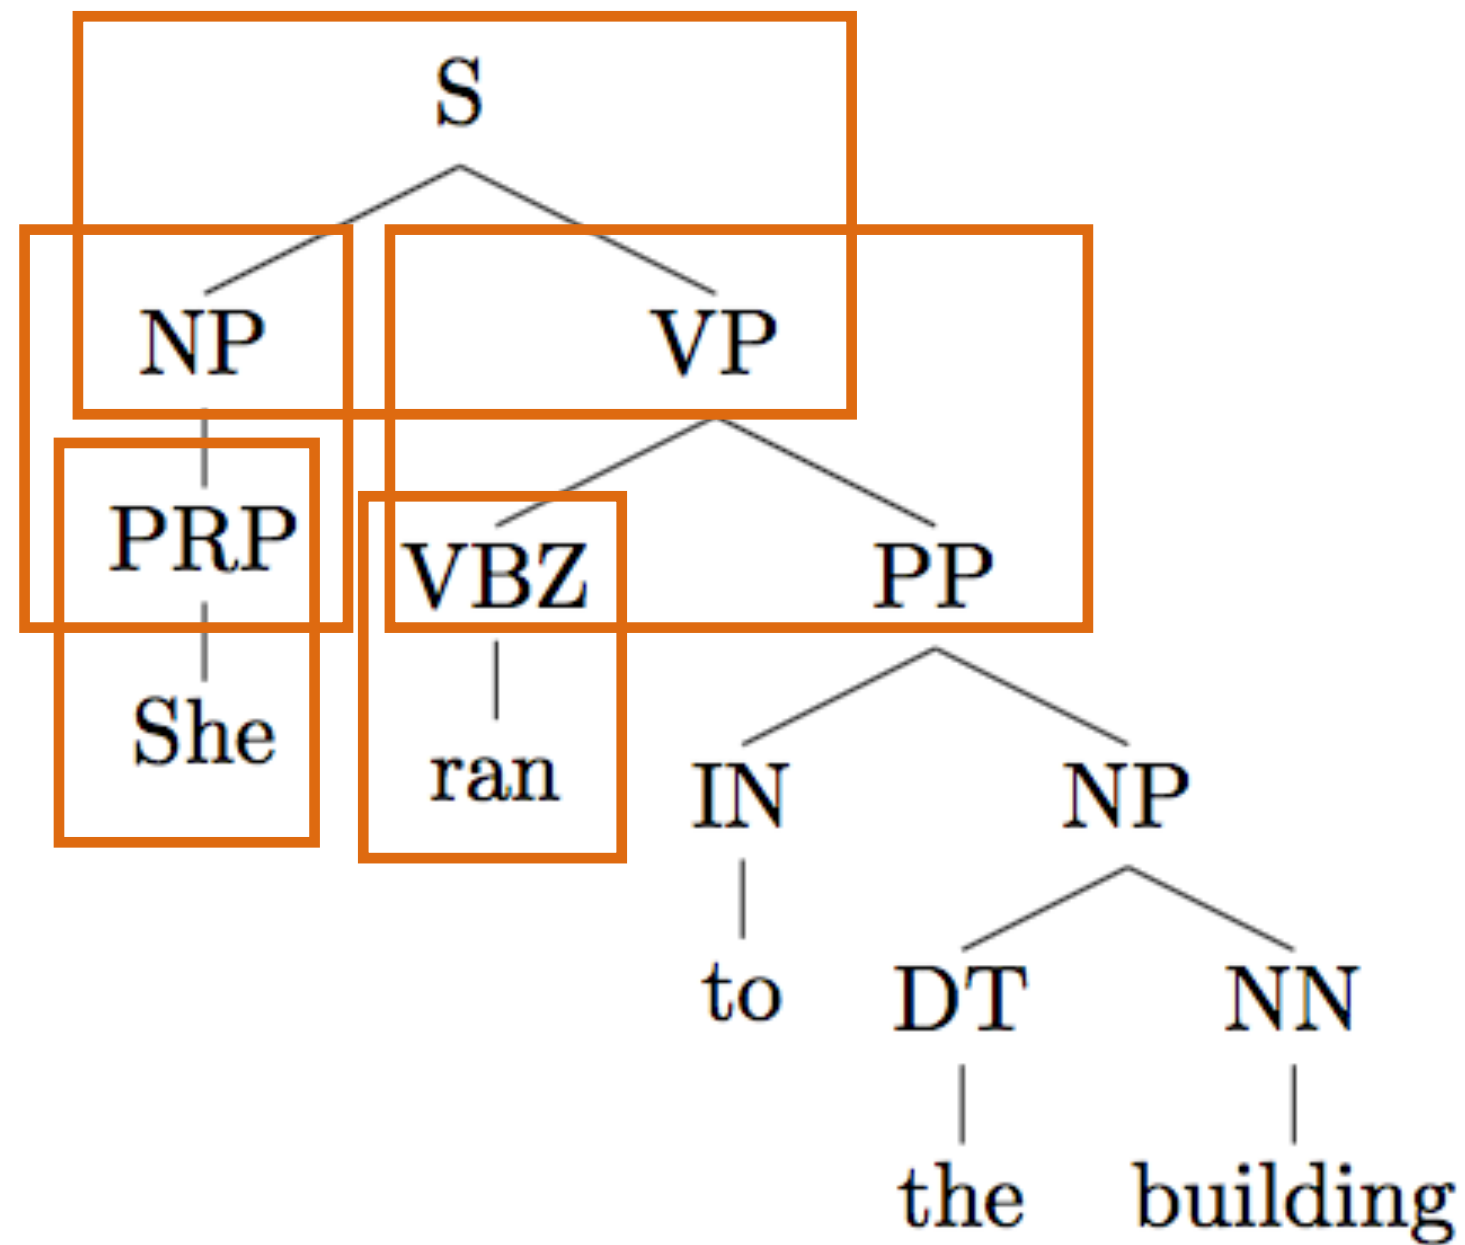 S
NP VP
PRP VBZ PP
She ran IN NP
to DT NN
the building